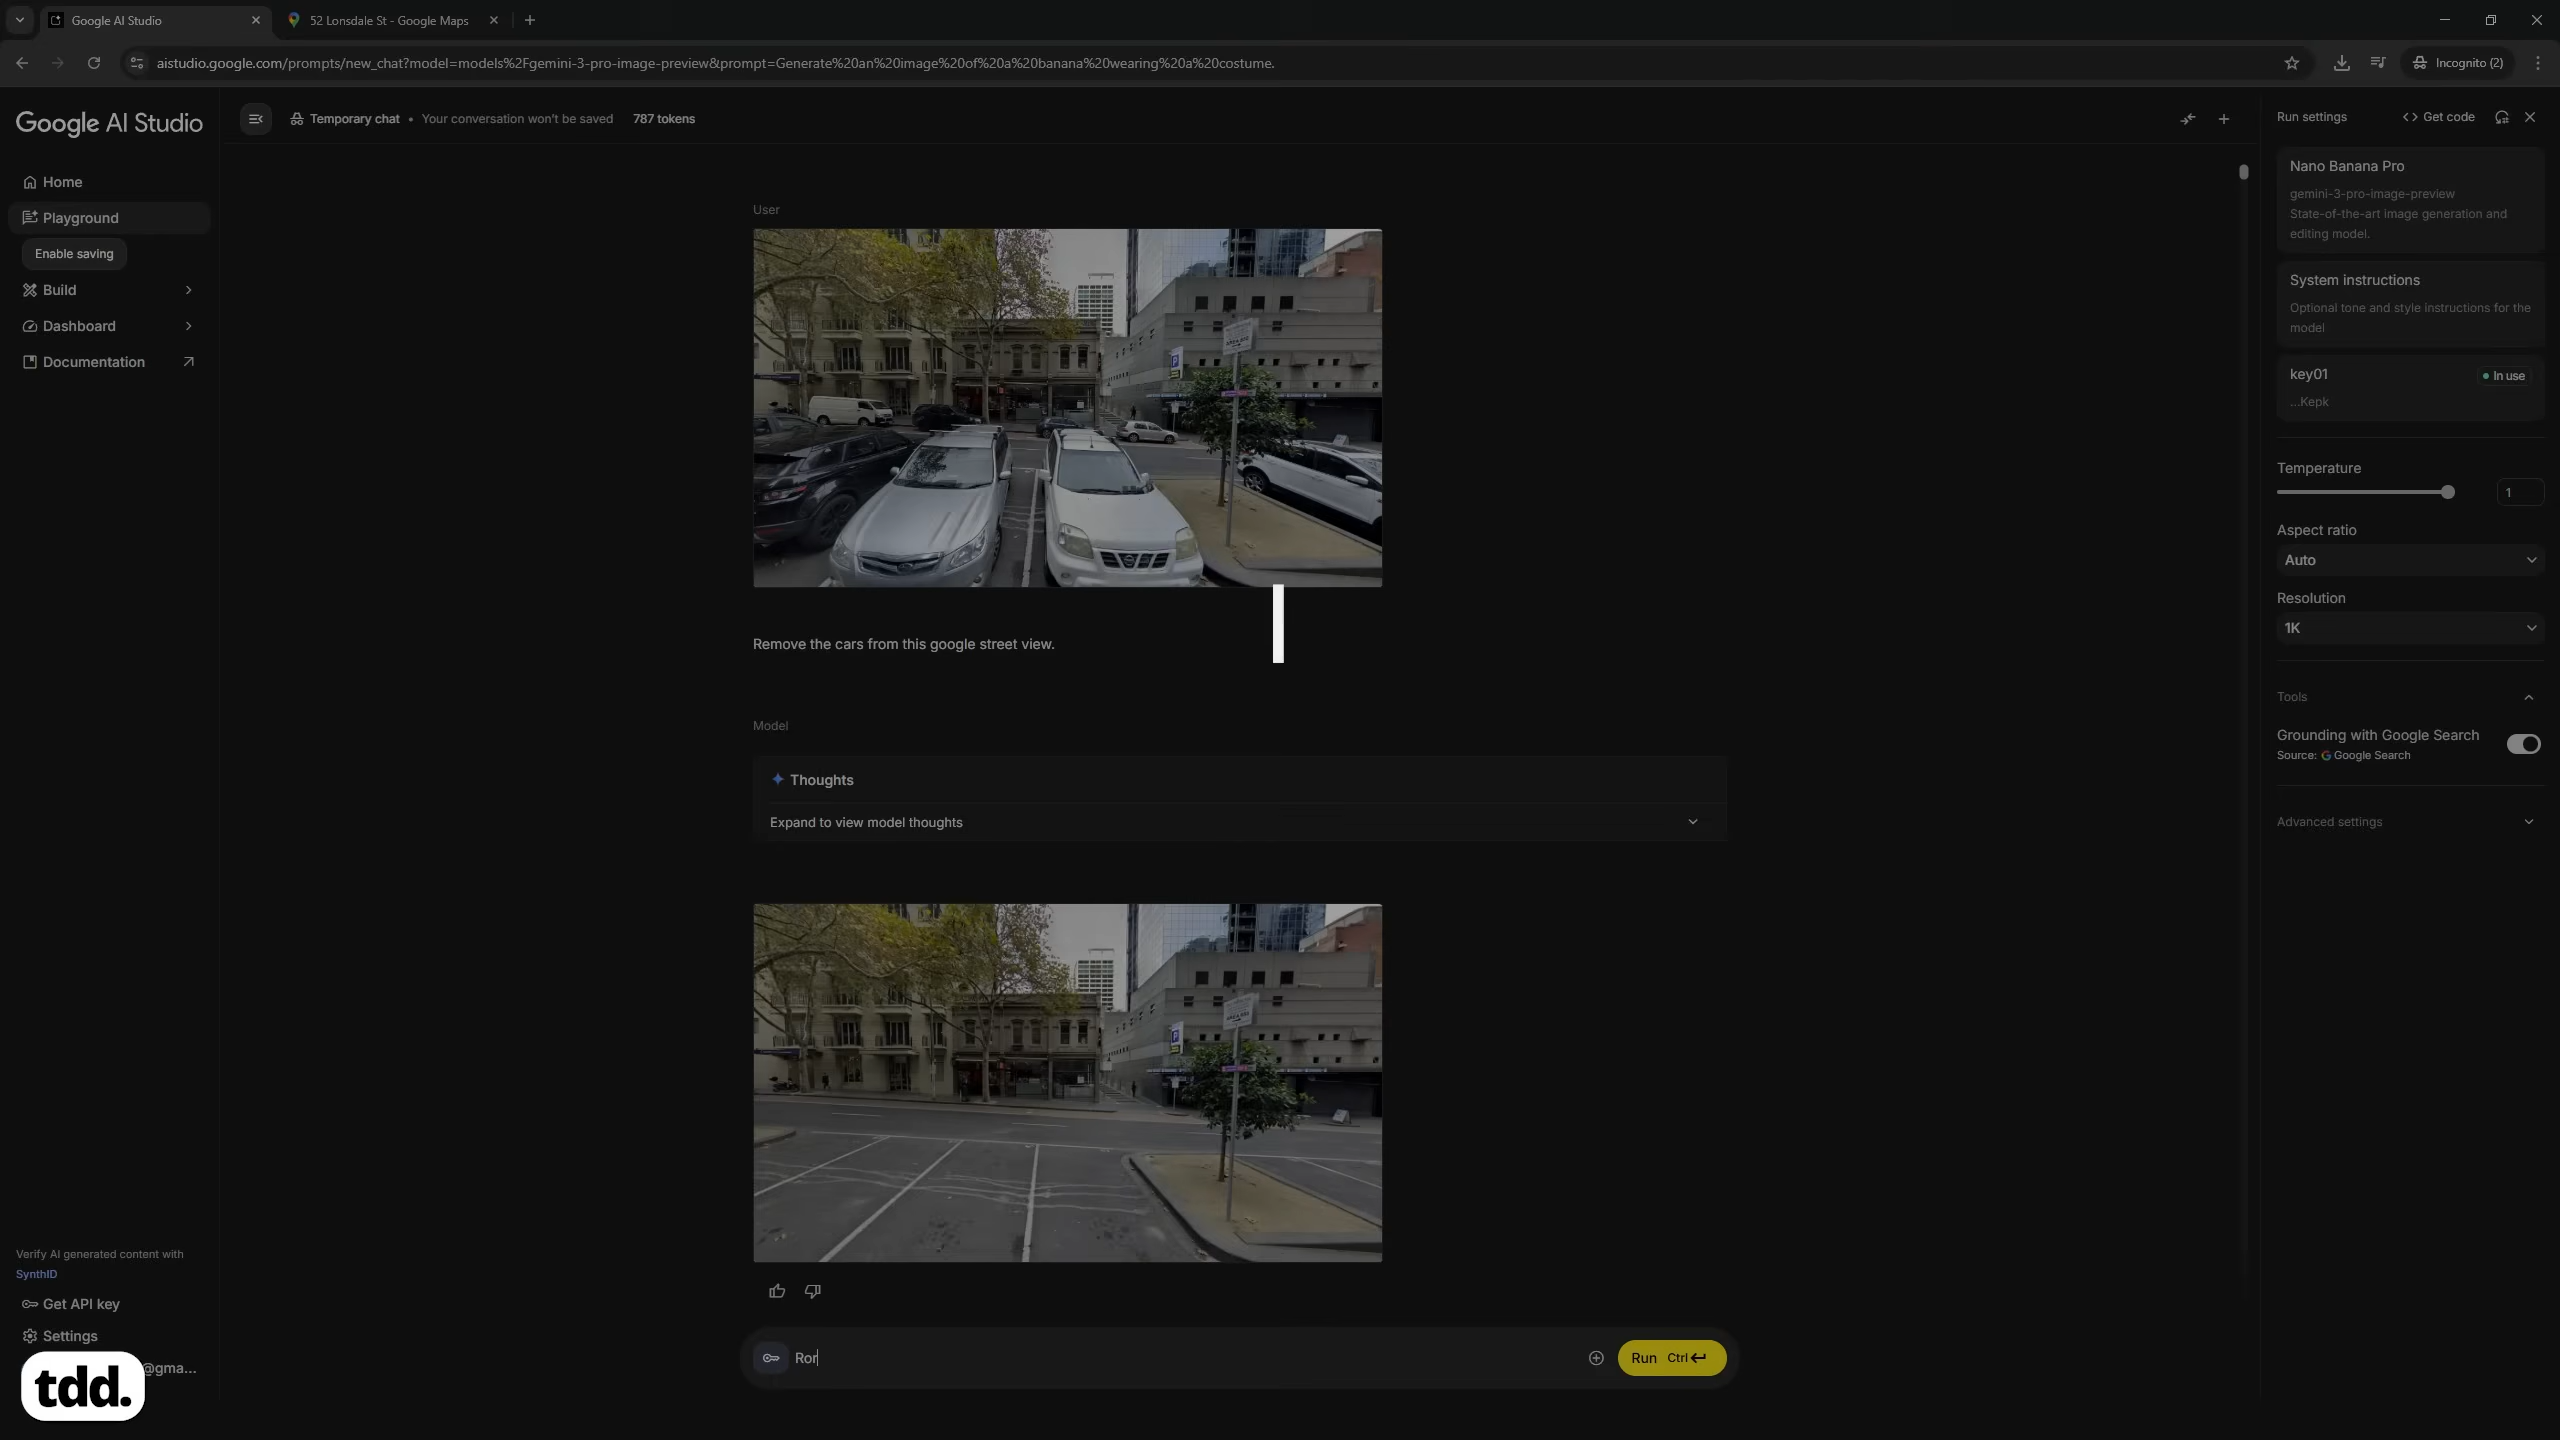 Google AI Studio
52 Lonsdale St - Google Maps
aistudio.google.com/prompts/new_chat?model=models%2Fgemini-3-pro-image-preview&prompt=Generate%20an%20image%20of%20a%20banana%20wearing%20a%20costume.
Incognito (2)
Google AI Studio
Temporary chat • Your conversation won't be saved 787 tokens
Run settings
Get code
Home
Playground
Enable saving
Build
Dashboard
Documentation
User
Remove the cars from this google street view.
Model
Thoughts
Expand to view model thoughts
Nano Banana Pro
gemini-3-pro-image-preview
State-of-the-art image generation and
editing model.
System instructions
Optional tone and style instructions for the
model
key01
In use
...Kepk
Temperature
1
Aspect ratio
Auto
Resolution
1K
Tools
Grounding with Google Search
Source: Google Search
Advanced settings
Verify AI generated content with
SynthID
Get API key
Settings
@gma...
tdd.
Ror
Run Ctrl